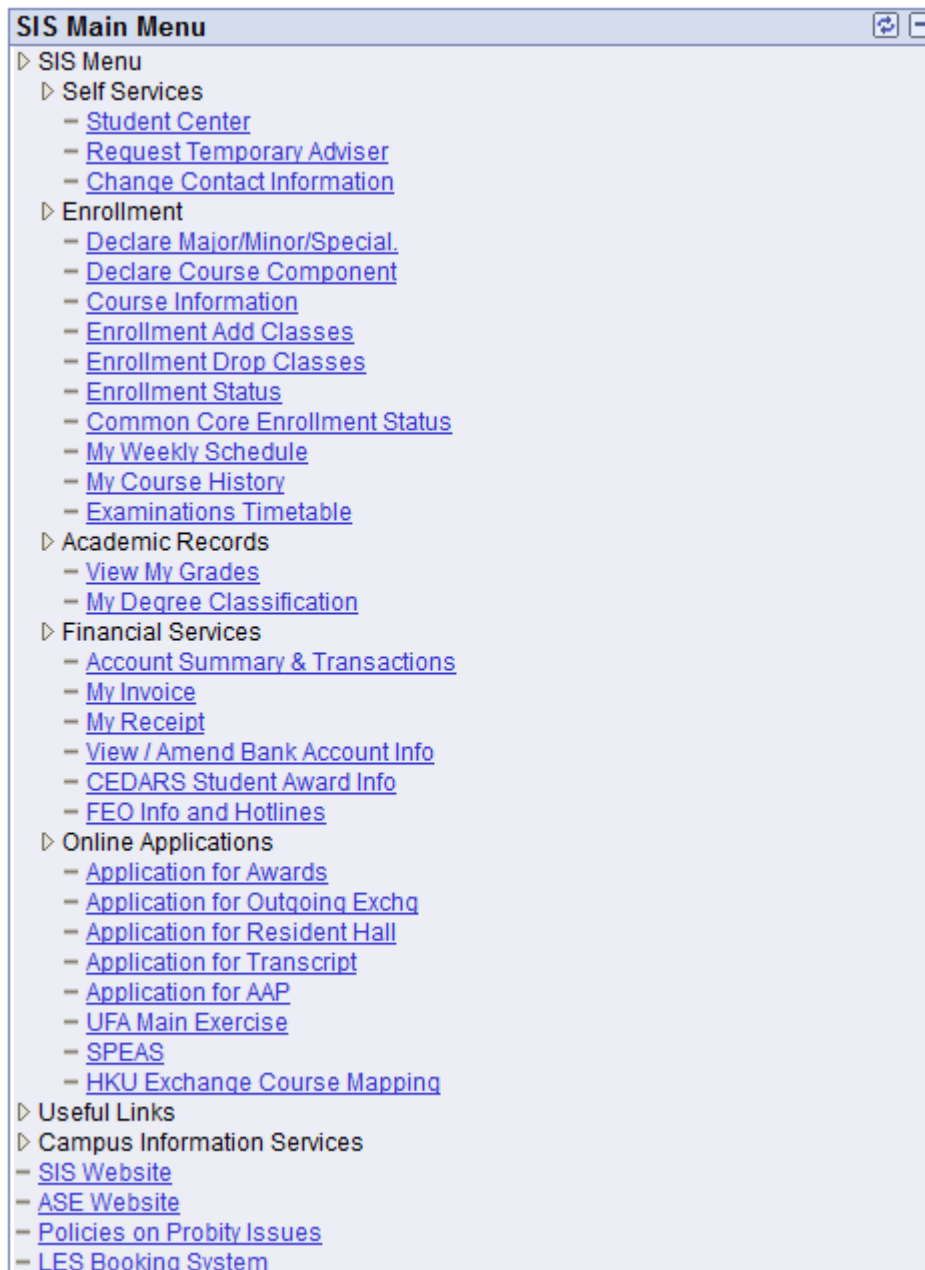 SIS Main Menu
SIS Menu
Self Services
Student Center
Request Temporary Adviser
Change Contact Information
Enrollment
Declare Major/Minor/Special.
Declare Course Component
Course Information
Enrollment Add Classes
Enrollment Drop Classes
Enrollment Status
Common Core Enrollment Status
My Weekly Schedule
My Course History
Examinations Timetable
Academic Records
View My Grades
My Degree Classification
Financial Services
Account Summary & Transactions
My Invoice
My Receipt
View / Amend Bank Account Info
CEDARS Student Award Info
FEO Info and Hotlines
Online Applications
Application for Awards
Application for Outgoing Exchg
Application for Resident Hall
Application for Transcript
Application for AAP
UFA Main Exercise
SPEAS
HKU Exchange Course Mapping
Useful Links
Campus Information Services
SIS Website
ASE Website
Policies on Probity Issues
LES Booking System